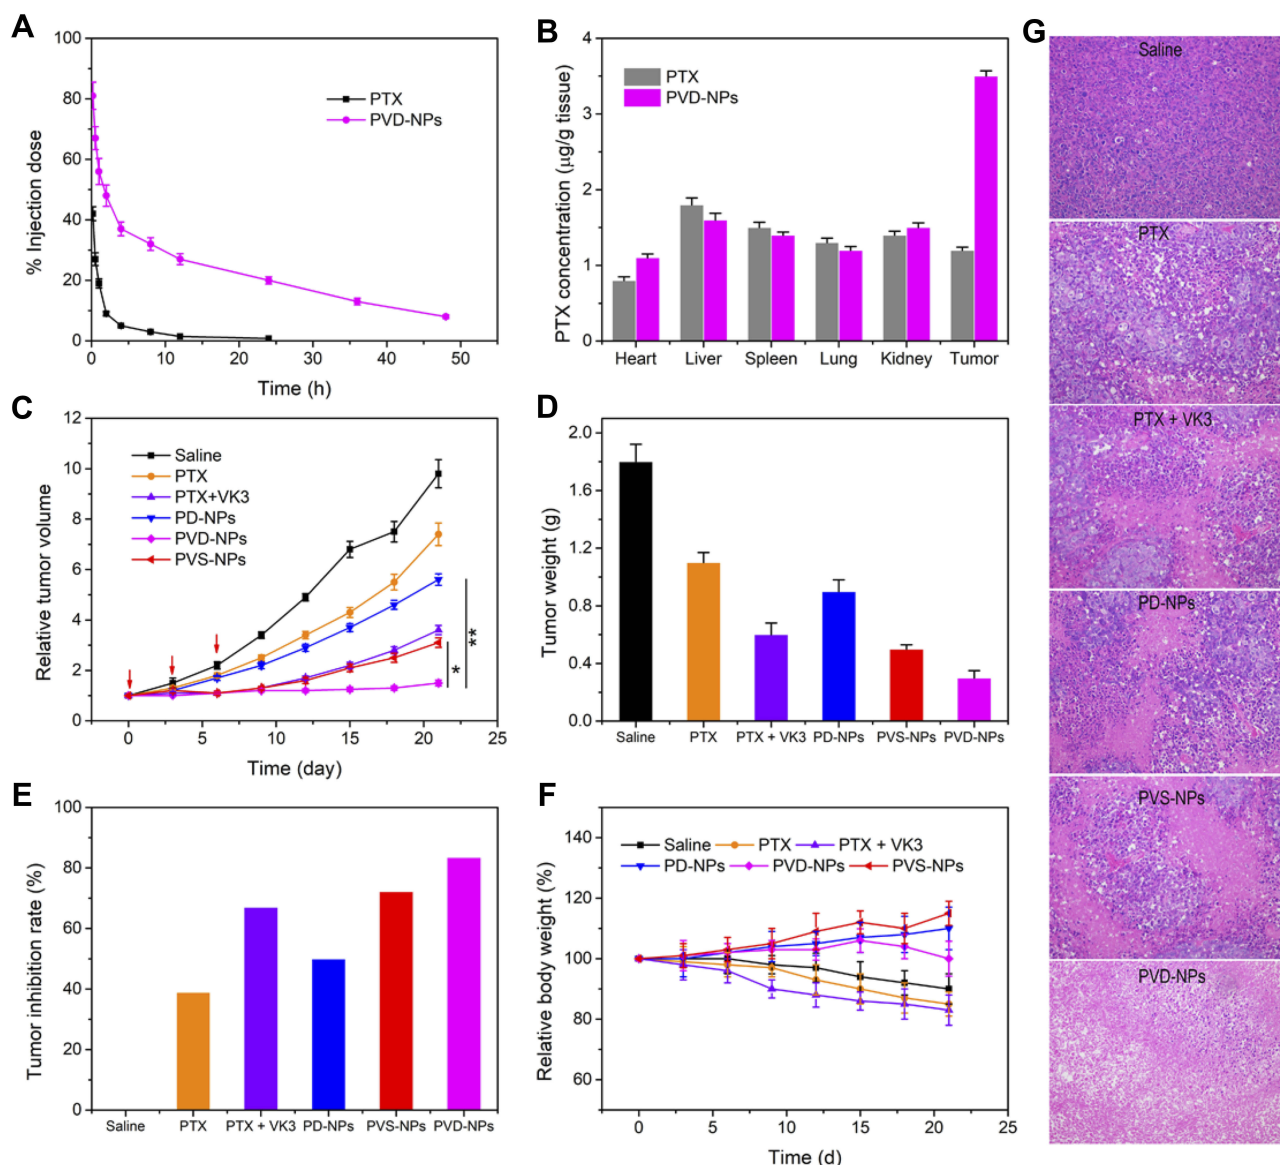 A
100
80
60
40
20
0
% Injection dose
PTX
PVD-NPs
0 10 20 30 40 50
Time (h)
B
4
3
2
1
0
PTX concentration (μg/g tissue)
PTX
PVD-NPs
Heart Liver Spleen Lung Kidney Tumor
C
12
10
8
6
4
2
0
Relative tumor volume
Saline
PTX
PTX+VK3
PD-NPs
PVD-NPs
PVS-NPs
*
**
0 5 10 15 20 25
Time (day)
D
2.0
1.6
1.2
0.8
0.4
0.0
Tumor weight (g)
Saline PTX PTX + VK3 PD-NPs PVS-NPs PVD-NPs
E
100
80
60
40
20
0
Tumor inhibition rate (%)
Saline PTX PTX + VK3 PD-NPs PVS-NPs PVD-NPs
F
140
120
100
80
60
Relative body weight (%)
Saline PTX PTX + VK3
PD-NPs PVD-NPs PVS-NPs
0 5 10 15 20 25
Time (d)
G
Saline
PTX
PTX + VK3
PD-NPs
PVS-NPs
PVD-NPs